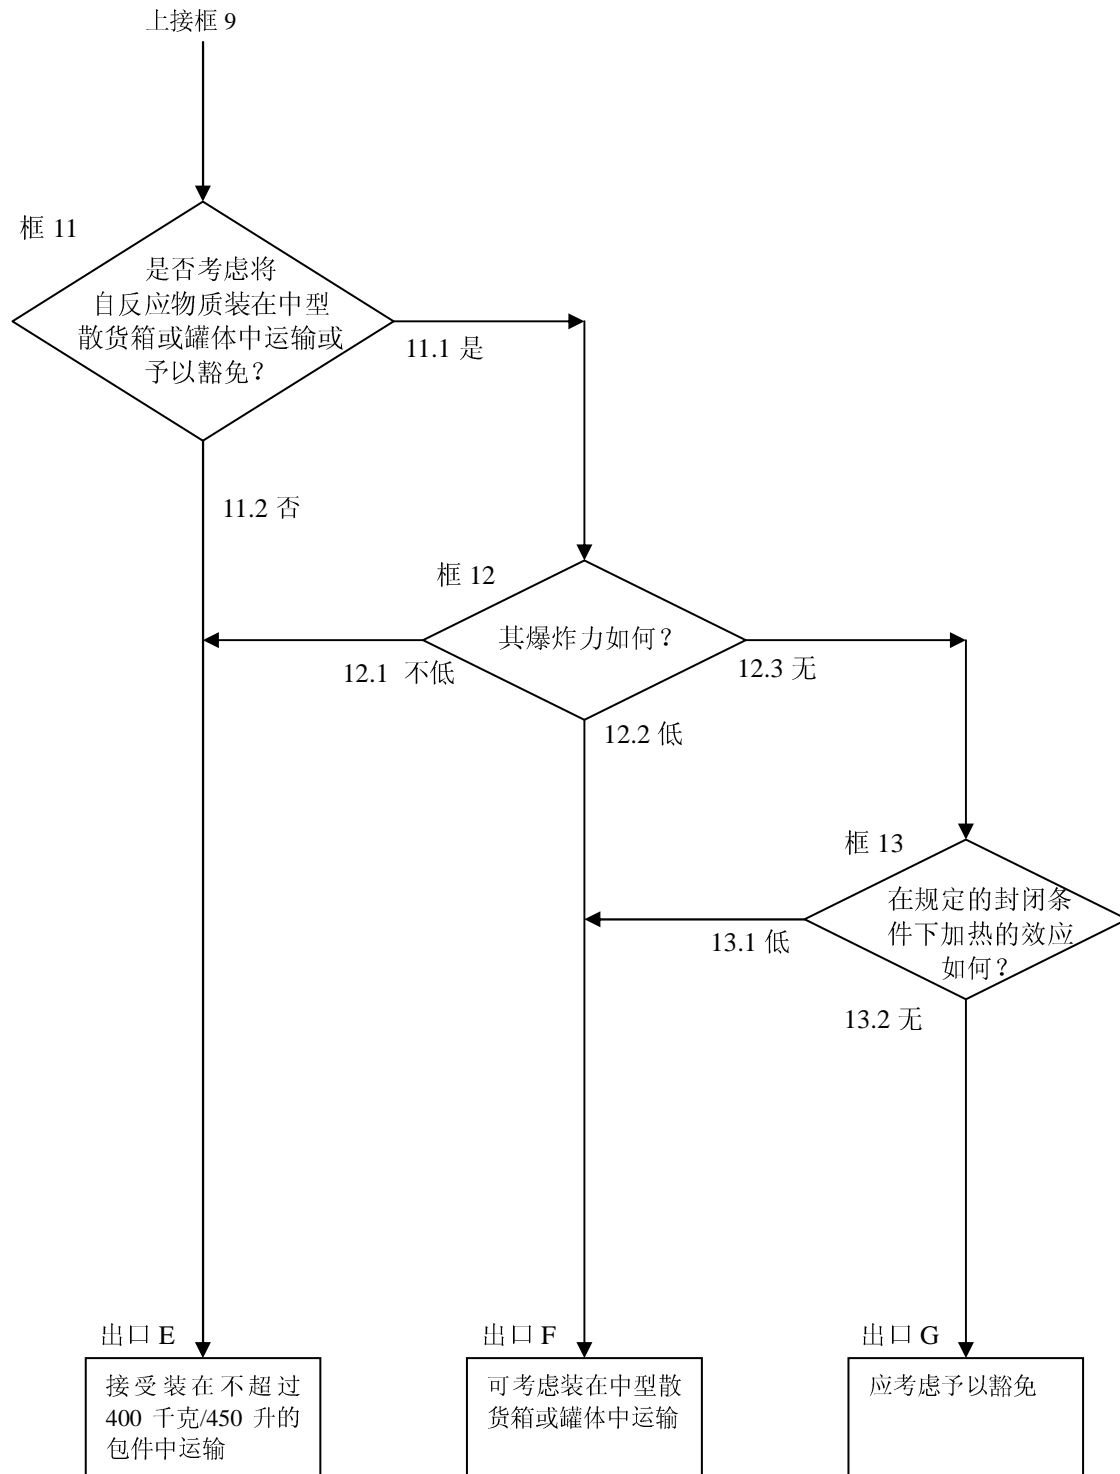 上接框 9
框 11
是否考虑将
自反应物质装在中型
散货箱或罐体中运输或
予以豁免？
11.1 是
11.2 否
框 12
其爆炸力如何？
12.1 不低
12.3 无
12.2 低
框 13
在规定的封闭条
件下加热的效应
如何？
13.1 低
13.2 无
出口 E
接受装在不超过
400 千克/450 升的
包件中运输
出口 F
可考虑装在中型散
货箱或罐体中运输
出口 G
应考虑予以豁免